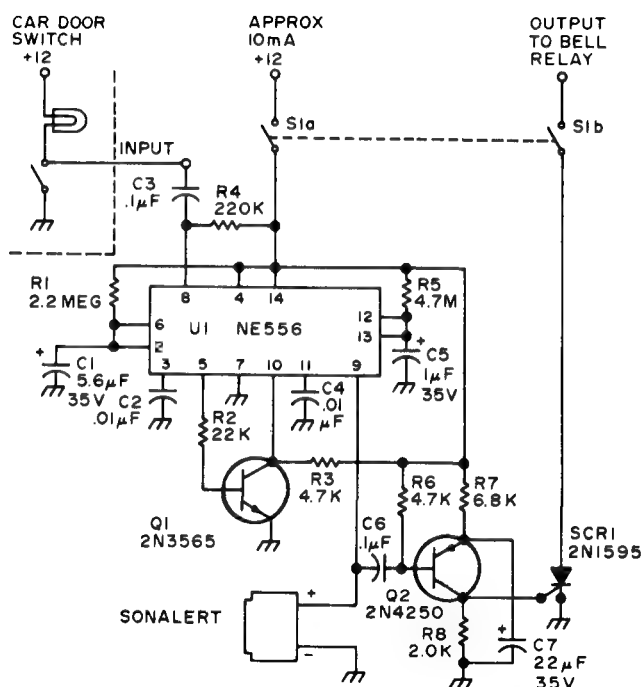 CAR DOOR
SWITCH
+12
APPROX
10mA
+12
OUTPUT
TO BELL
RELAY
S1a
S1b
INPUT
C3
.1µF
R4
220K
R1
2.2 MEG
R5
4.7M
8
4
14
U1 NE556
6
2
12
13
3
5
7
10
11
9
+
C1
5.6µF
35V
C2
.01µF
R2
22K
C4
.01
µF
+
C5
1µF
35V
R3
4.7K
R6
4.7K
R7
6.8K
Q1
2N3565
C6
.1µF
Q2
2N4250
SCR1
2N1595
SONALERT
+
-
R8
2.0K
+
C7
22µF
35V